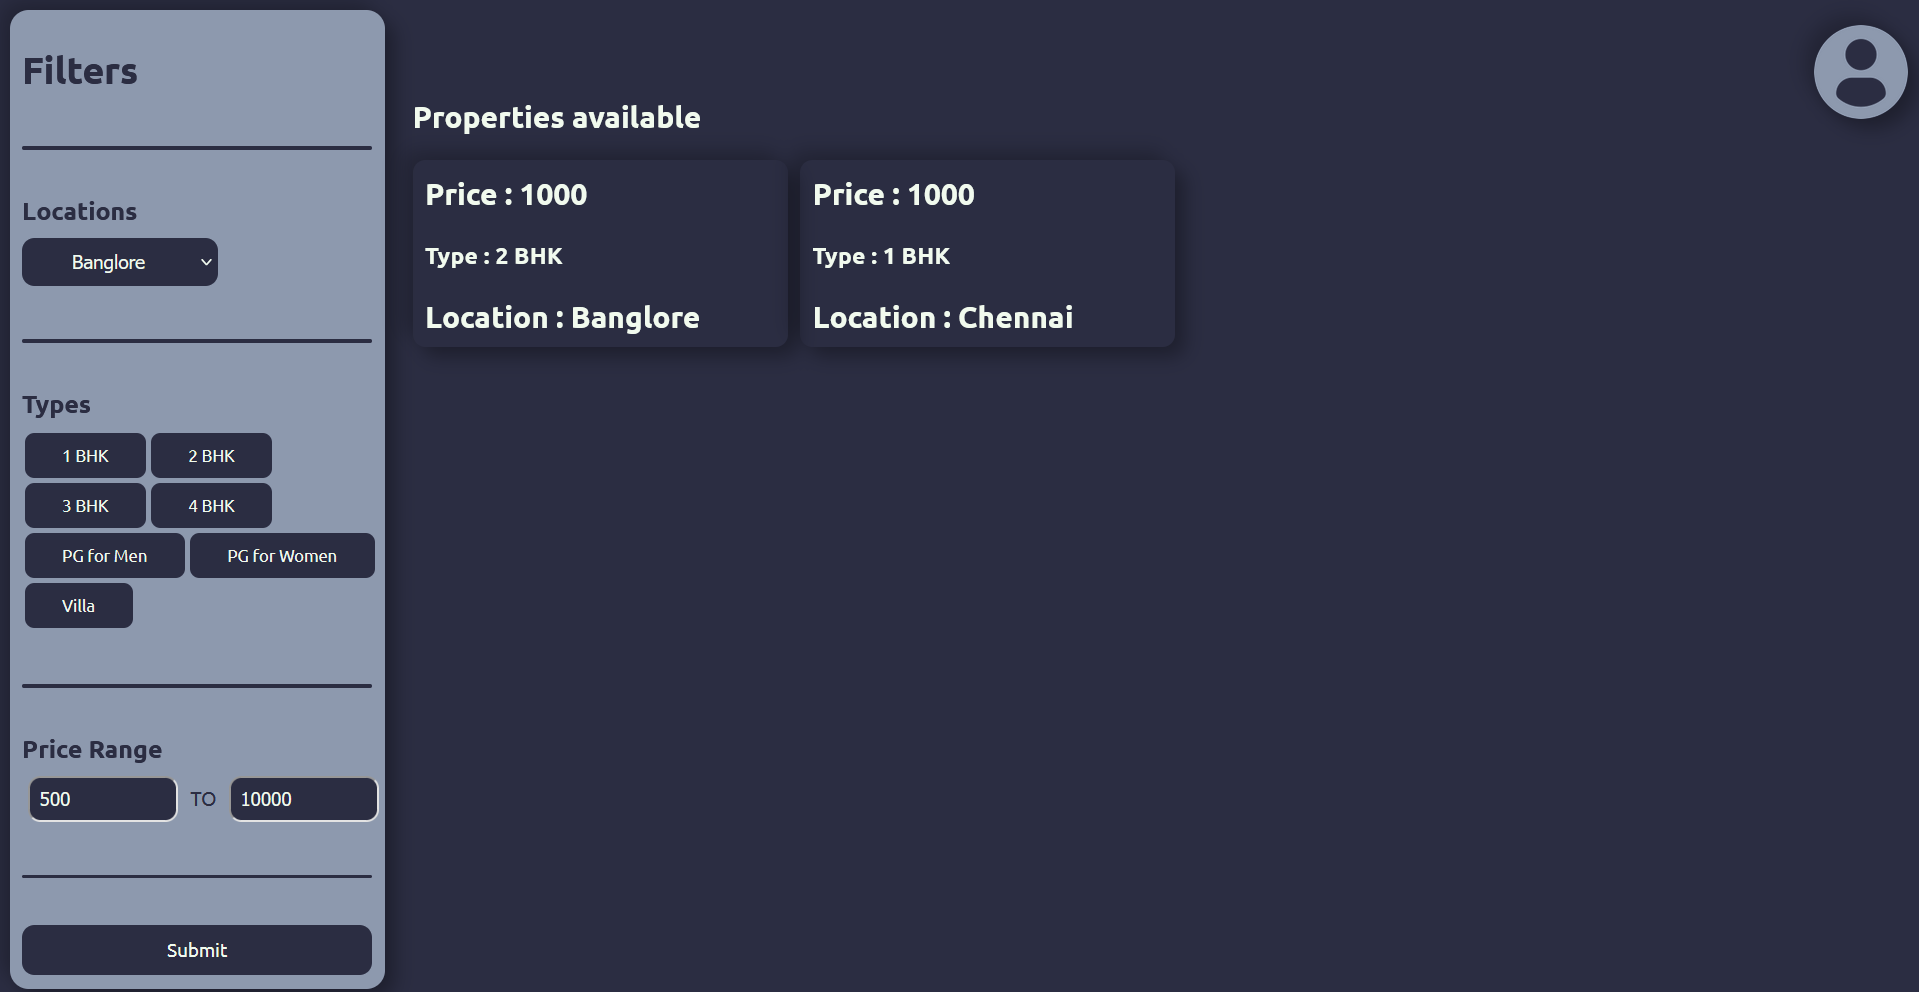 Filters
Locations
Banglore
Types
1 BHK 2 BHK
3 BHK 4 BHK
PG for Men PG for Women
Villa
Price Range
500 TO 10000
Submit
Properties available
Price : 1000
Type : 2 BHK
Location : Banglore
Price : 1000
Type : 1 BHK
Location : Chennai